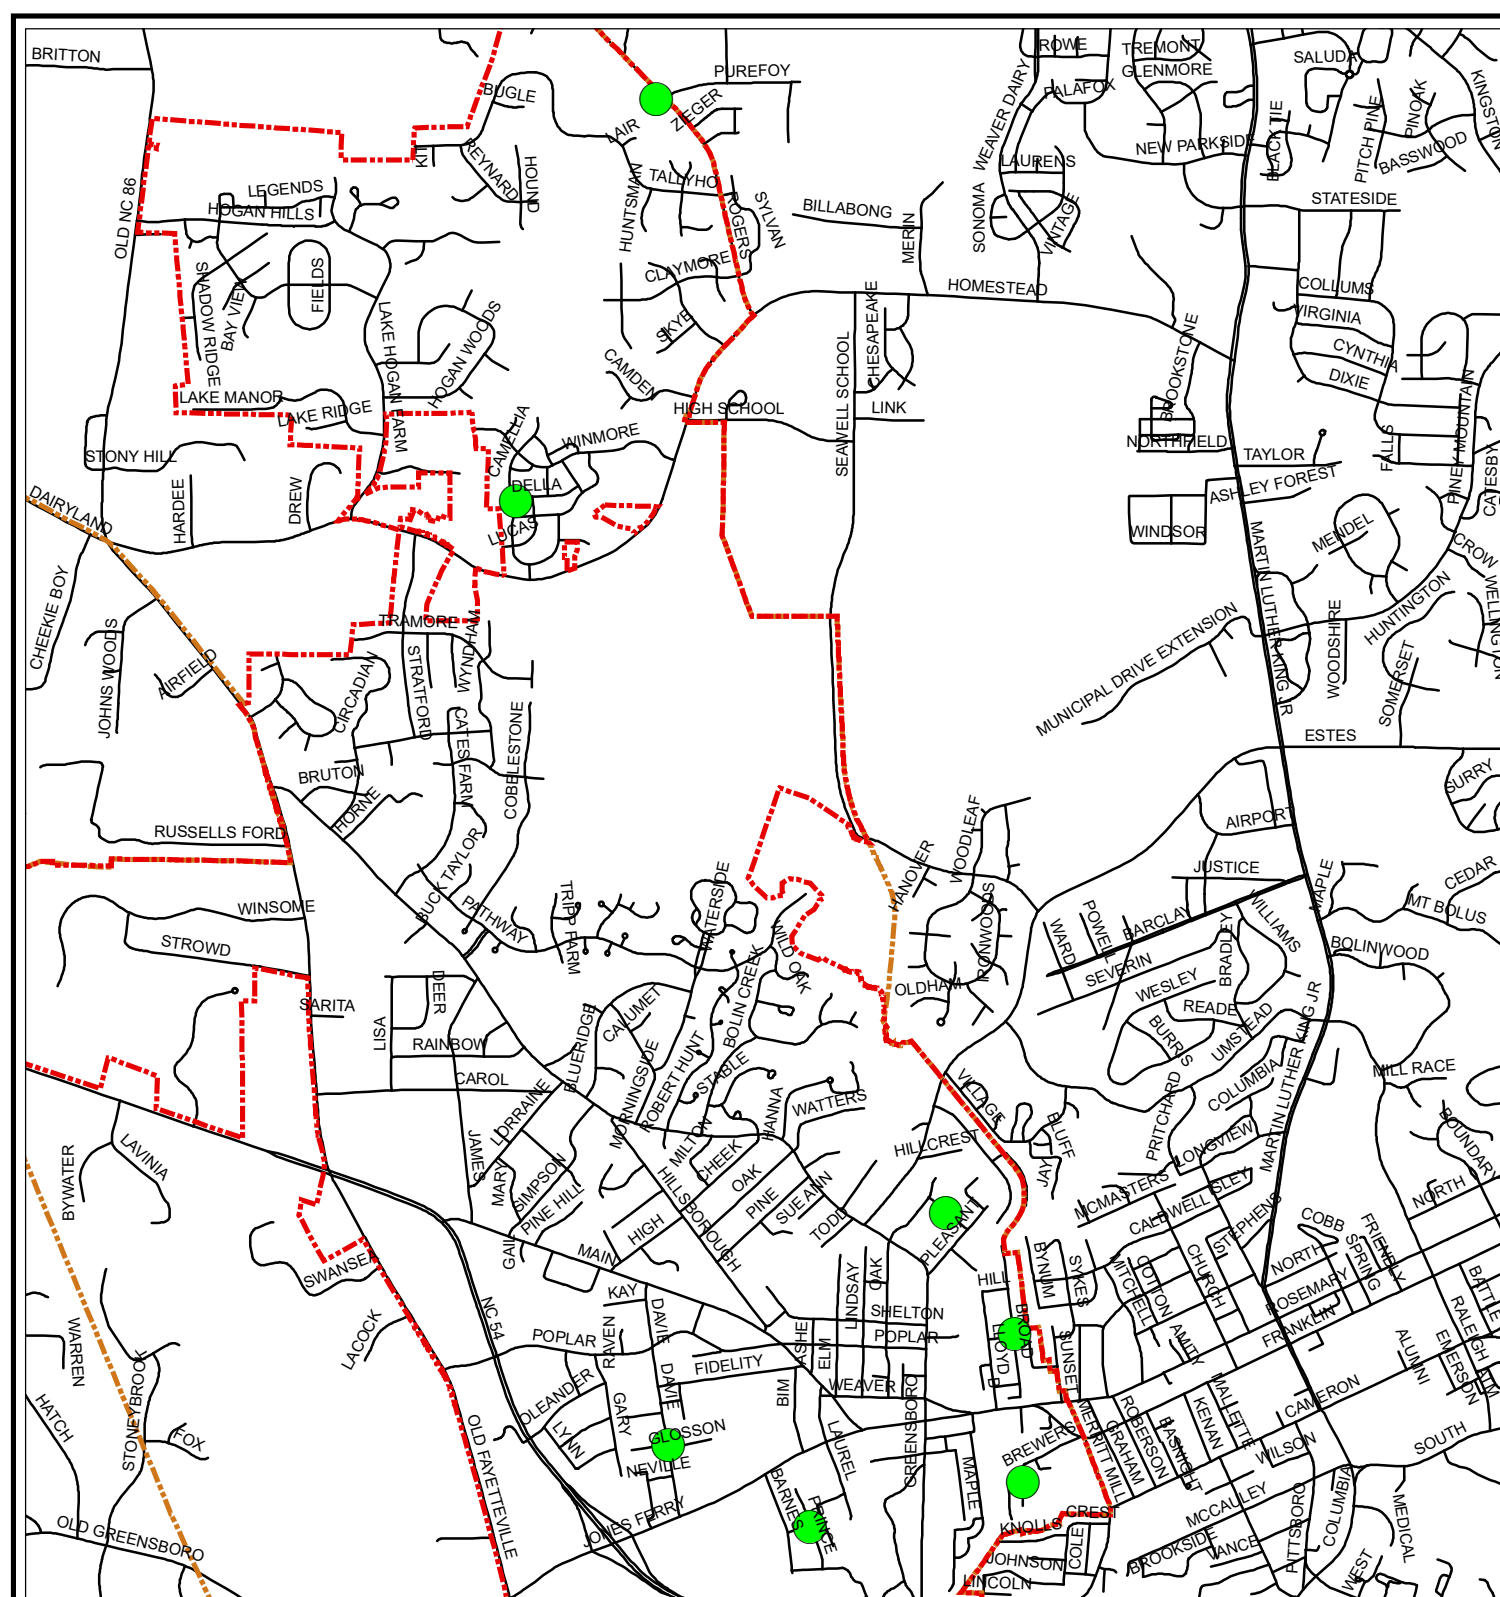 BRITTON
ROWE
TREMONT
SALUDA
PUREFOY
GLENMORE
KINGSTON
BUGLE
PALAFOX
ZIEGER
WEAVER DAIRY
PINOAK
LAIR
BLACK TIE
PITCH PINE
NEW PARKSIDE
BASSWOOD
KIT
REYNARD
HOUND
LAURENS
TALLYHO
LEGENDS
HUNTSMAN
ROGERS
SYLVAN
STATESIDE
HOGAN HILLS
BILLABONG
MERIN
SONOMA
VINTAGE
OLD NC 86
CLAYMORE
FIELDS
SHADOW RIDGE
BAY VIEW
HOMESTEAD
COLLUMS
VIRGINIA
LAKE HOGAN FARM
HOGAN WOODS
SKYE
CHESAPEAKE
BROOKSTONE
CYNTHIA
CAMDEN
SEAWELL SCHOOL
DIXIE
LAKE MANOR
LAKE RIDGE
HIGH SCHOOL
LINK
PINEY MOUNTAIN
CAMELLIA
WINMORE
NORTHFIELD
FALLS
STONY HILL
TAYLOR
CATESBY
DELLA
ASHLEY FOREST
DAIRYLAND
HARDEE
DREW
LUCAS
WINDSOR
MENDEL
CROW
MARTIN LUTHER KING JR
CHEEKIE BOY
WELLINGTON
HUNTINGTON
TRAMORE
WYNDHAM
WOODSHIRE
JOHNS WOODS
MUNICIPAL DRIVE EXTENSION
AIRFIELD
CIRCADIAN
STRATFORD
SOMERSET
CATES FARM
COBBLESTONE
ESTES
BRUTON
SURRY
HORNE
RUSSELLS FORD
AIRPORT
WOODLEAF
BUCK TAYLOR
HANOVER
JUSTICE
MAPLE
CEDAR
WINSOME
PATHWAY
TRIPP FARM
WATERSIDE
WILD OAK
IRONWOODS
WARD
POWELL
BARCLAY
WILLIAMS
MT BOLUS
STROWD
BOLIN CREEK
BRADLEY
BOLINWOOD
SEVERIN
DEER
OLDHAM
WESLEY
SARITA
CALUMET
READE
LISA
BLUERIDGE
BURRIS
UMSTEAD
RAINBOW
MORNINGSIDE
ROBERT HUNT
STABLE
MARTIN LUTHER KING JR
CAROL
VILLAGE
COLUMBIA
MILL RACE
LORRAINE
HANNA
WATTERS
PRITCHARD
BOUNDARY
LAVINIA
JAMES
MILTON
HILLCREST
BLUFF
LONGVIEW
BYWATER
MARY
SIMPSON
CHEEK
OAK
JAY
HILLSBOROUGH
PINE
SUE ANN
MCMASTERS
ISLEY
NORTH
PINE HILL
TODD
PLEASANT
CALDWELL
STEPHENS
GAIL
HIGH
COBB
FRIENDLY
MAIN
BYNUM
SYKES
MITCHELL
COTTON
CHURCH
SPRING
SWANSEA
NORTH
LINDSAY
OAK
HILL
ROSEMARY
BATTLE
KAY
NC 54
DAVIE
SHELTON
RALEIGH
WARREN
LACOCK
POPLAR
RAVEN
ASHE
ELM
POPLAR
LLOYD
BROAD
SUNSET
AMITY
FRANKLIN
ALUMNI
EMERSON
STONEYBROOK
FIDELITY
BIM
WEAVER
GREENSBORO
MALLETTE
CAMERON
HATCH
OLEANDER
DAVIE
MERRITT MILL
ROBERSON
KENAN
FOX
LYNN
GARY
GLOSSON
LAUREL
BREWERS
GRAHAM
BASNIGHT
WILSON
SOUTH
OLD FAYETTEVILLE
NEVILLE
BARNES
PRINCE
MAPLE
MCCAULEY
PITTSBORO
COLUMBIA
JONES FERRY
CREST
KNOLLS
MEDICAL
OLD GREENSBORO
COLE
BROOKSIDE
VANCE
JOHNSON
LINCOLN
WEST